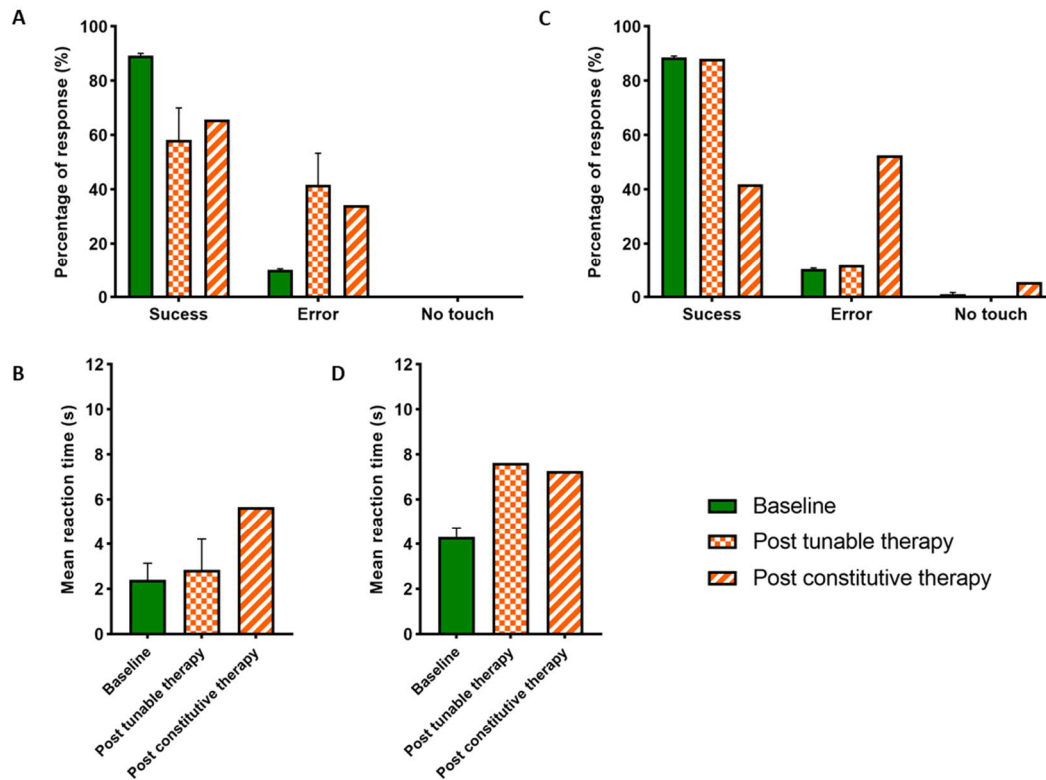 A
Percentage of response (%)
100
80
60
40
20
0
Sucess
Error
No touch
C
Percentage of response (%)
100
80
60
40
20
0
Sucess
Error
No touch
B
Mean reaction time (s)
12
10
8
6
4
2
0
Baseline
Post tunable therapy
Post constitutive therapy
D
Mean reaction time (s)
12
10
8
6
4
2
0
Baseline
Post tunable therapy
Post constitutive therapy
Baseline
Post tunable therapy
Post constitutive therapy